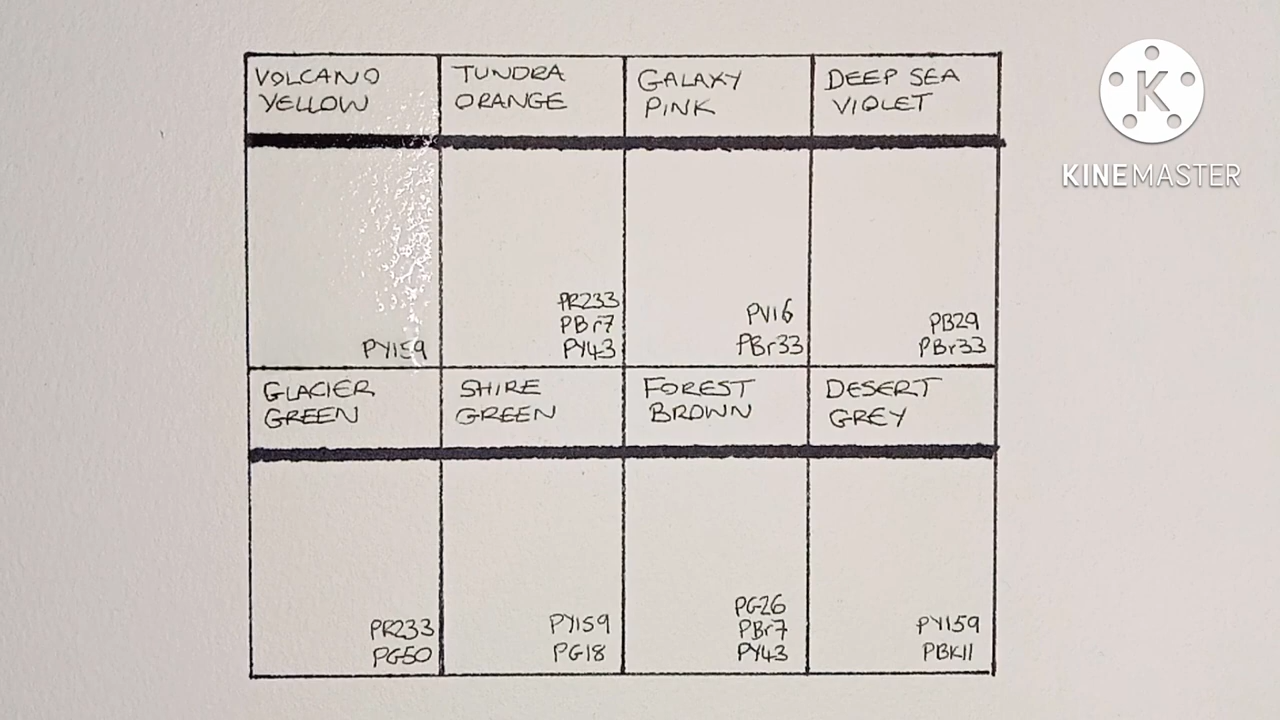 VOLCANO
YELLOW
TUNDRA
ORANGE
GALAXY
PINK
DEEP SEA
VIOLET
PY159
PR233
PBr7
PY43
PV16
PBr33
PB29
PBr33
GLACIER
GREEN
SHIRE
GREEN
FOREST
BROWN
DESERT
GREY
PR233
PG50
PY159
PG18
PG26
PBr7
PY43
PY159
PBK11
K
KINEMASTER